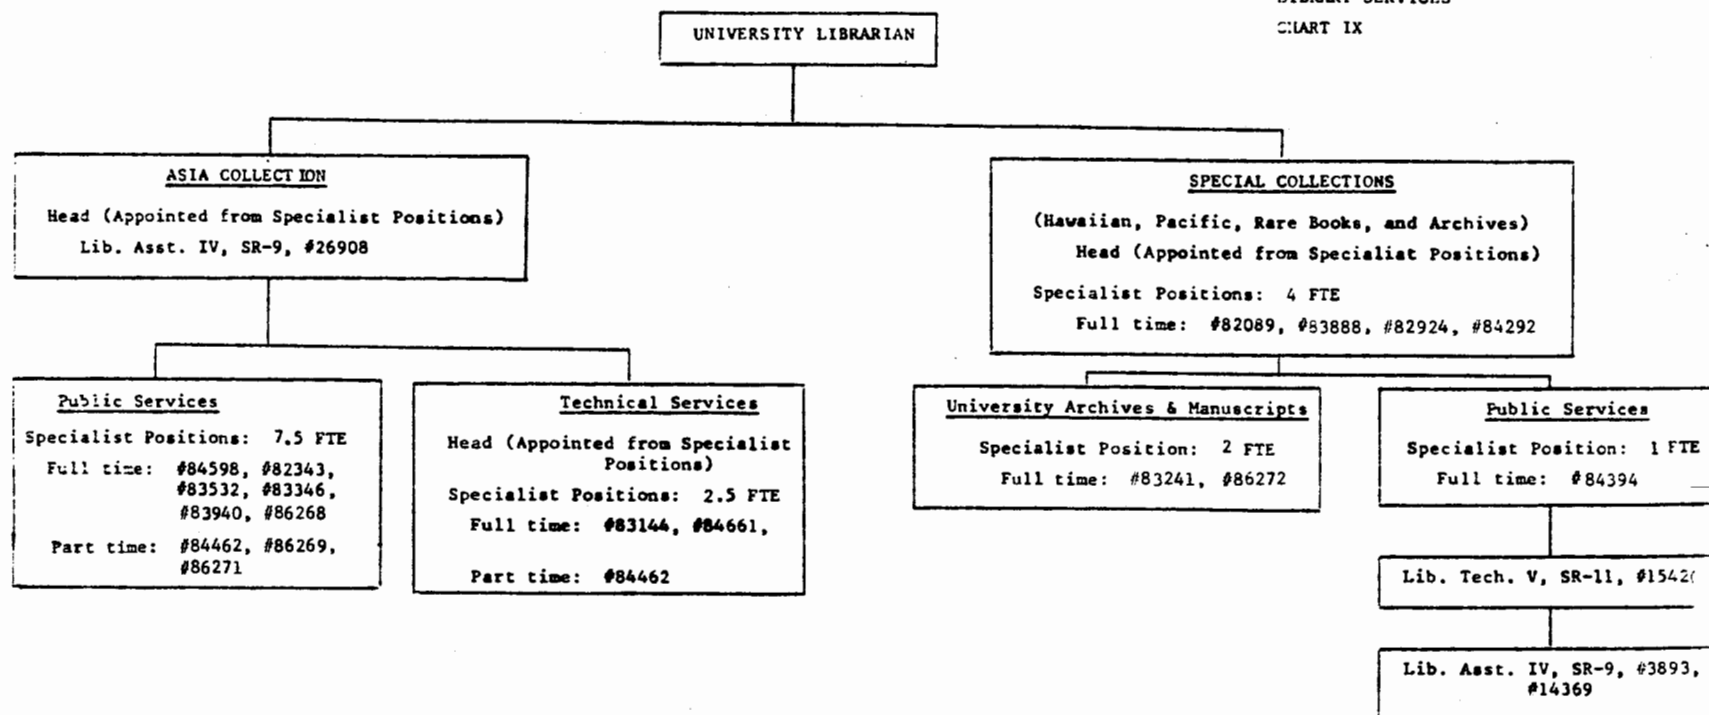 CHART IX
UNIVERSITY LIBRARIAN
ASIA COLLECTION
Head (Appointed from Specialist Positions)
Lib. Asst. IV, SR-9, #26908
SPECIAL COLLECTIONS
(Hawaiian, Pacific, Rare Books, and Archives)
Head (Appointed from Specialist Positions)
Specialist Positions: 4 FTE
Full time: #82089, #83888, #82924, #84292
Public Services
Specialist Positions: 7.5 FTE
Full time: #84598, #82343,
#83532, #83346,
#83940, #86268
Part time: #84462, #86269,
#86271
Technical Services
Head (Appointed from Specialist
Positions)
Specialist Positions: 2.5 FTE
Full time: #83144, #84661,
Part time: #84462
University Archives & Manuscripts
Specialist Position: 2 FTE
Full time: #83241, #86272
Public Services
Specialist Position: 1 FTE
Full time: #84394
Lib. Tech. V, SR-11,
Lib. Asst. IV, SR-9, #3893,
#14369